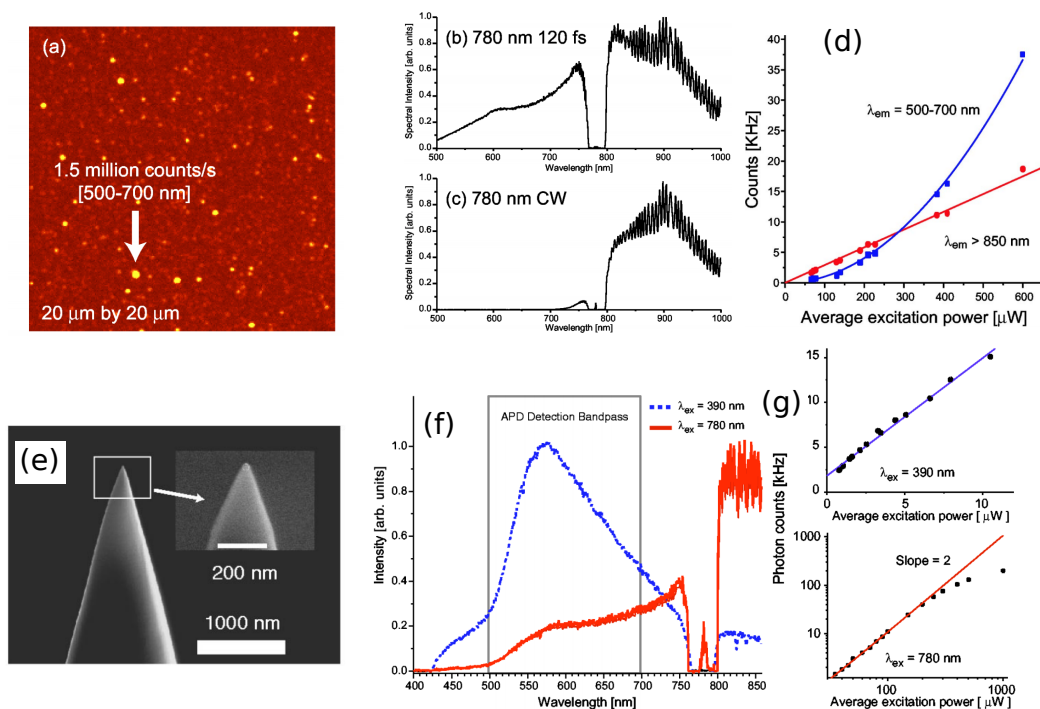 (a)
1.5 million counts/s
[500-700 nm]
20 μm by 20 μm
(b) 780 nm 120 fs
Spectral Intensity [arb. units]
1.0
0.8
0.6
0.4
0.2
0.0
500 600 700 800 900 1000
Wavelength [nm]
(c) 780 nm CW
Spectral Intensity [arb. units]
1.0
0.8
0.6
0.4
0.2
0.0
500 600 700 800 900 1000
Wavelength [nm]
(d)
Counts [KHz]
40
35
30
25
20
15
10
5
0
λem = 500-700 nm
λem > 850 nm
0 100 200 300 400 500 600
Average excitation power [μW]
(e)
200 nm
1000 nm
(f)
APD Detection Bandpass
λex = 390 nm
λex = 780 nm
Intensity [arb. units]
1.0
0.8
0.6
0.4
0.2
0.0
400 450 500 550 600 650 700 750 800 850
Wavelength [nm]
(g)
Photon counts [KHz]
15
10
5
0
λex = 390 nm
0 5 10
Average excitation power [ μW]
1000
100
10
Slope = 2
λex = 780 nm
100 1000
Average excitation power [ μW]